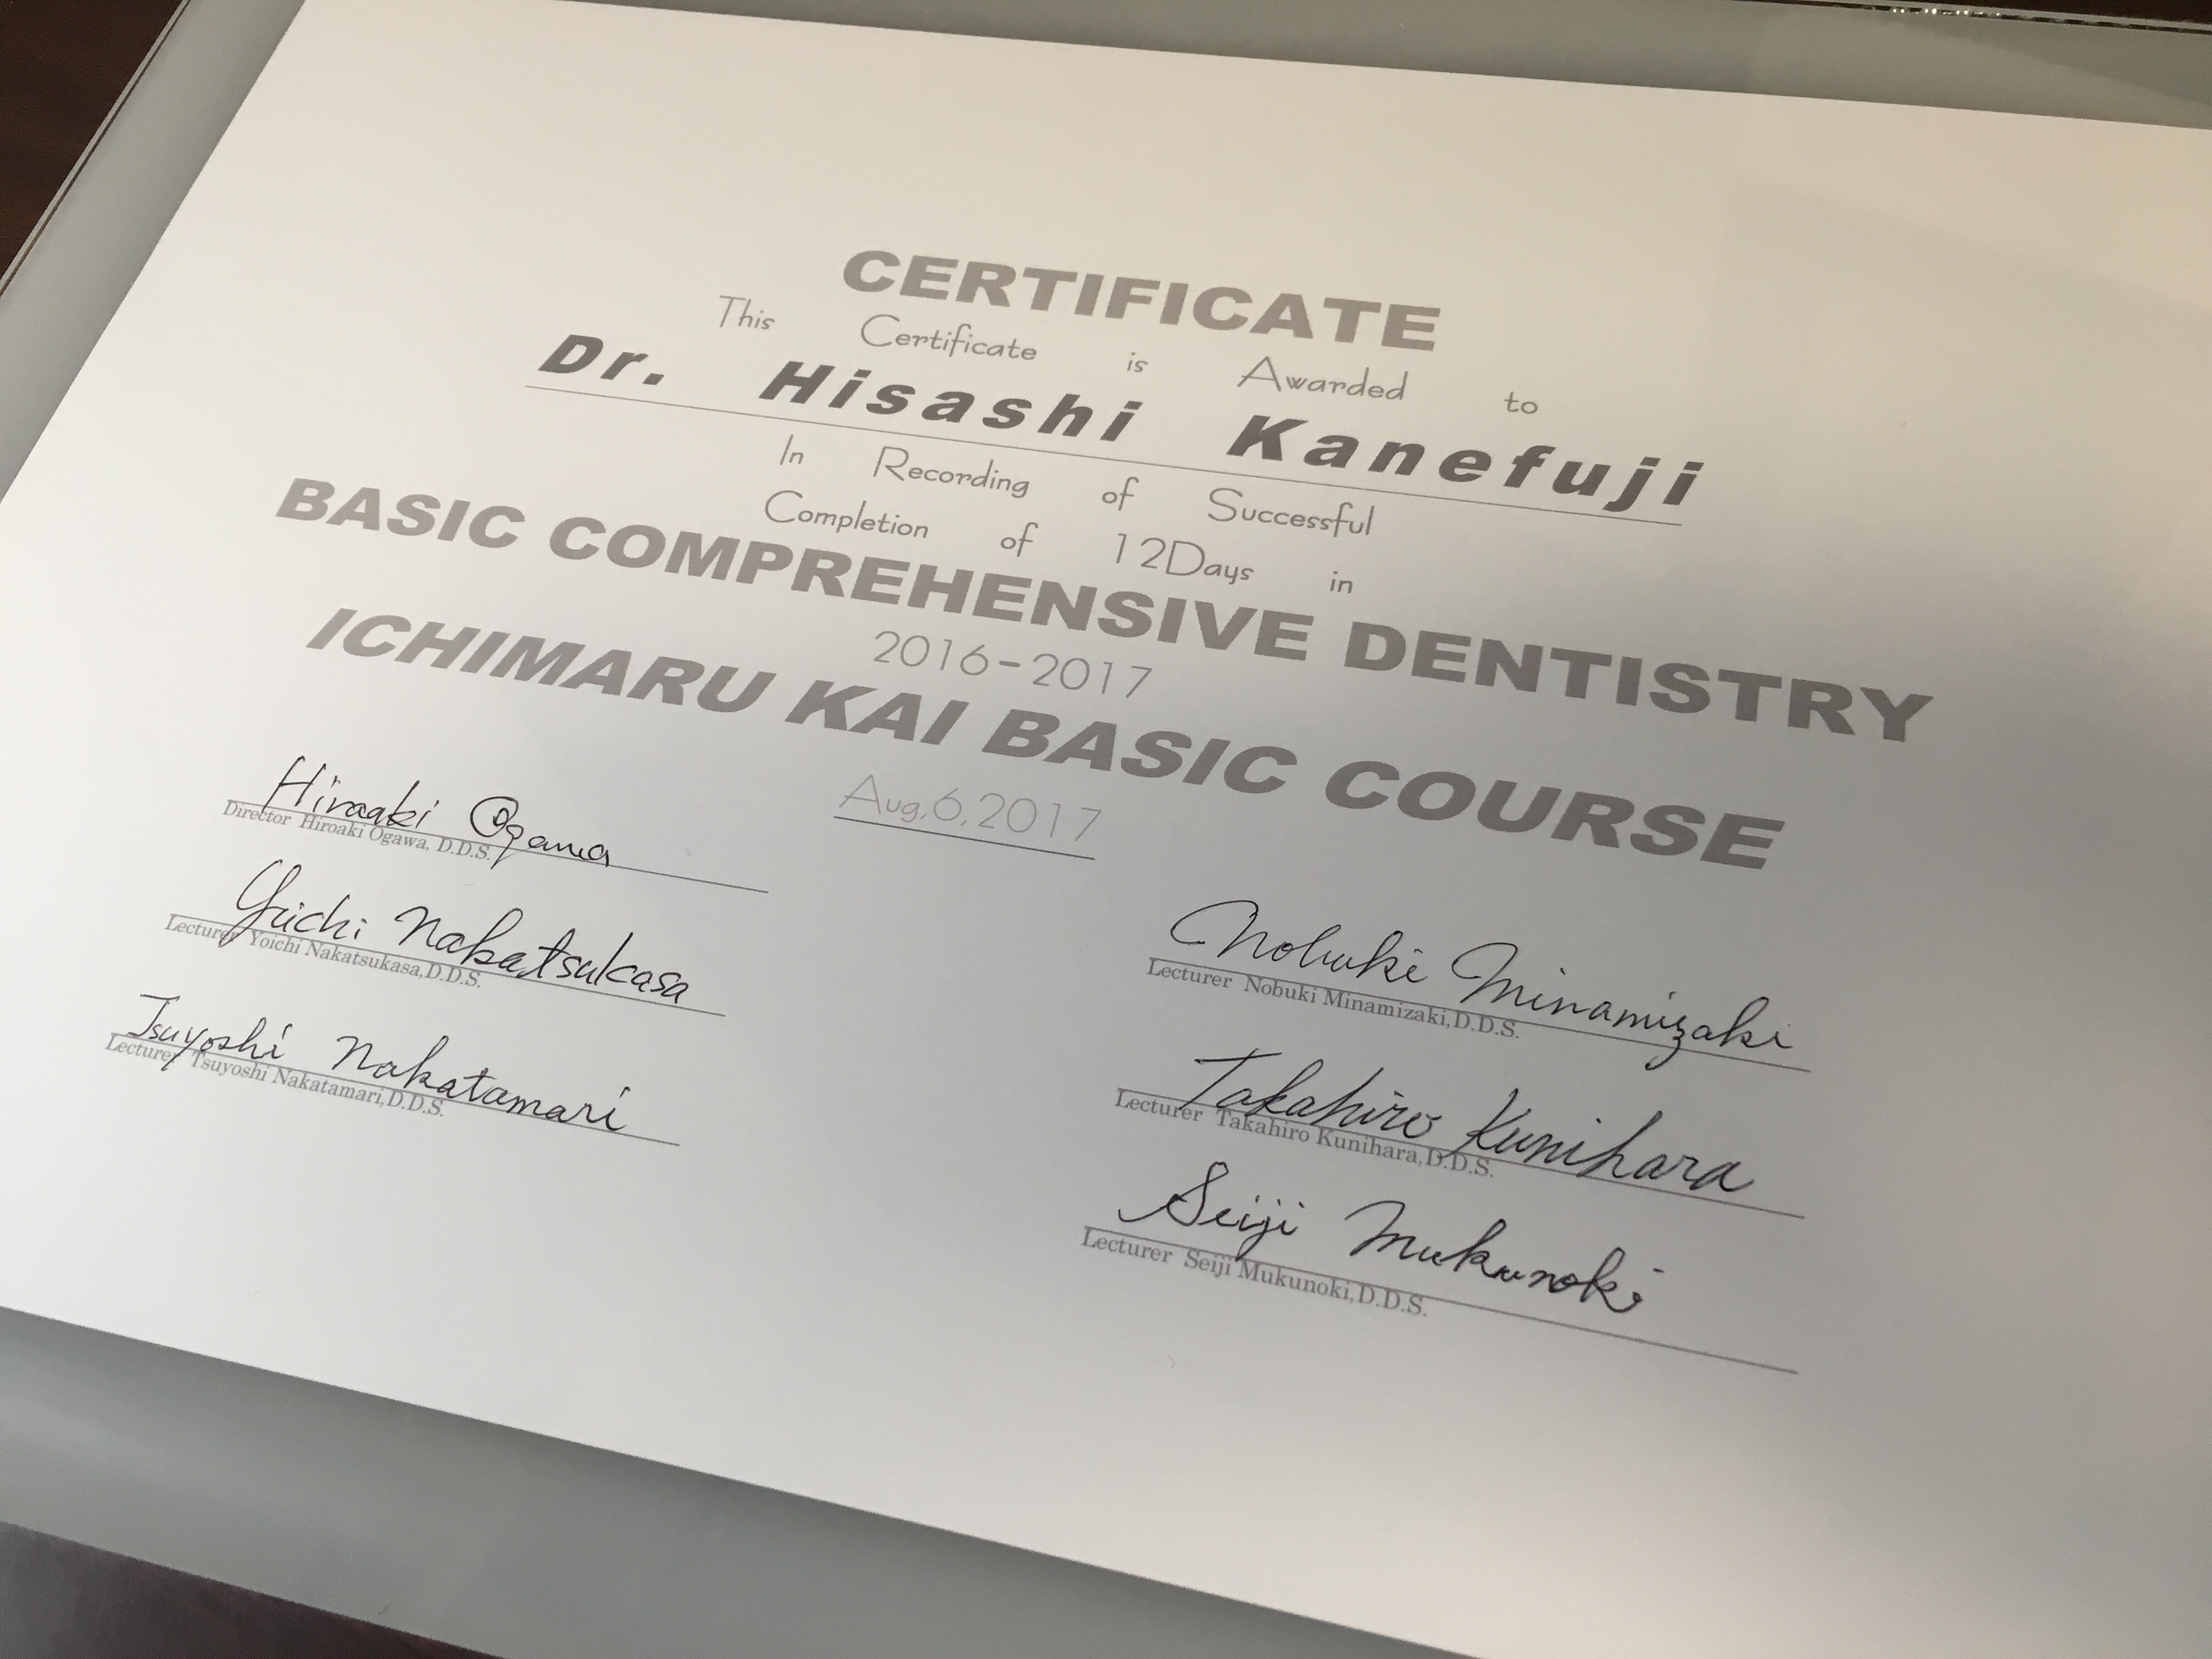 CERTIFICATE
This Certificate is Awarded to
Dr. Hisashi Kanefuji
In Recording of Successful
Completion of 12Days in
BASIC COMPREHENSIVE DENTISTRY
2016-2017
ICHIMARU KAI BASIC COURSE
Aug,6,2017
Hiroaki Ogawa
Director Hiroaki Ogawa, D.D.S.
Yoichi Nakatsukasa
Lecturer Yoichi Nakatsukasa,D.D.S.
Tsuyoshi Nakatamari
Lecturer Tsuyoshi Nakatamari,D.D.S.
Nobuki Minamizaki
Lecturer Nobuki Minamizaki,D.D.S.
Takahiro Kunihara
Lecturer Takahiro Kunihara,D.D.S.
Seiji Mukunoki
Lecturer Seiji Mukunoki,D.D.S.